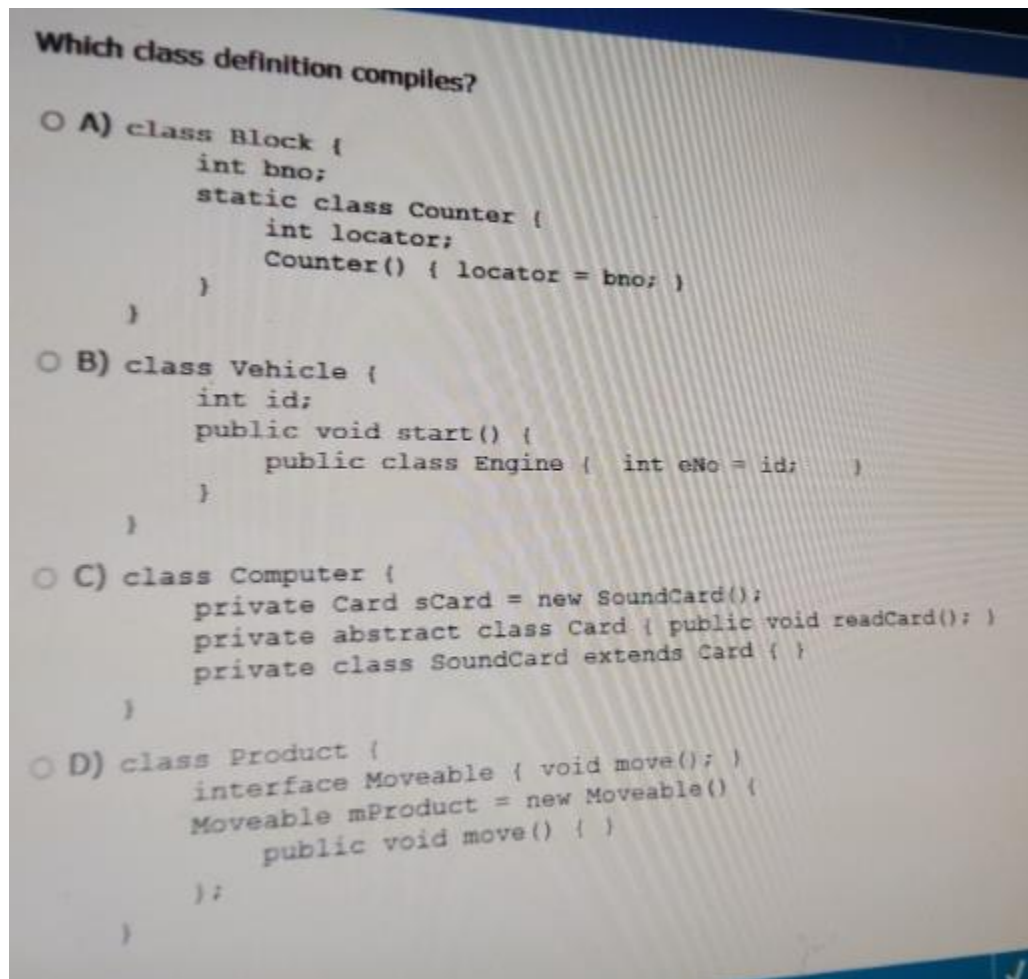 Which class definition compiles?
A) class Block {
int bno;
static class Counter {
int locator;
Counter() { locator = bno; }
}
}
B) class Vehicle {
int id;
public void start() {
public class Engine { int eNo = id; }
}
}
C) class Computer {
private Card sCard = new SoundCard();
private abstract class Card { public void readCard(); }
private class SoundCard extends Card { }
}
D) class Product {
interface Moveable { void move(); }
Moveable mProduct = new Moveable() {
public void move() { }
};
}